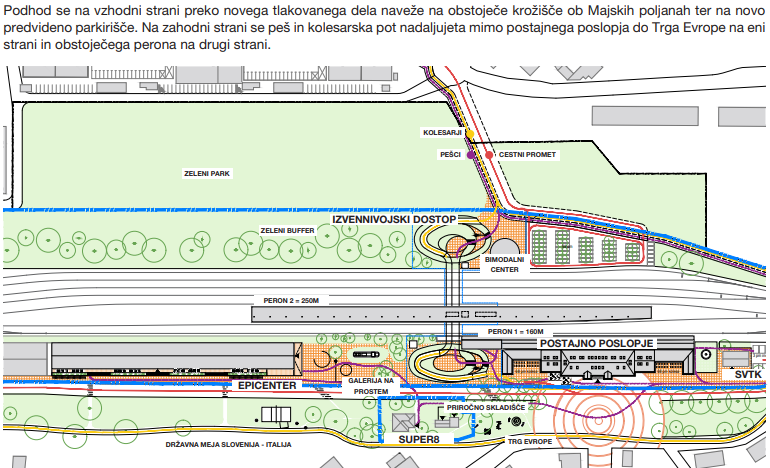 Podhod se na vzhodni strani preko novega tlakovanega dela naveže na obstoječe krožišče ob Majskih poljanah ter na novo
predvideno parkirišče. Na zahodni strani se peš in kolesarska pot nadaljujeta mimo postajnega poslopja do Trga Evrope na eni
strani in obstoječega perona na drugi strani.
KOLESARJI
PEŠCI
CESTNI PROMET
ZELENI PARK
IZVENNIVOJSKI DOSTOP
ZELENI BUFFER
BIMODALNI
CENTER
PERON 2 = 250M
PERON 1 = 160M
POSTAJNO POSLOPJE
SVTK
EPICENTER
GALERIJA NA
PROSTEM
PRIROČNO SKLADIŠČE
SUPER8
TRG EVROPE
DRŽAVNA MEJA SLOVENIJA - ITALIJA